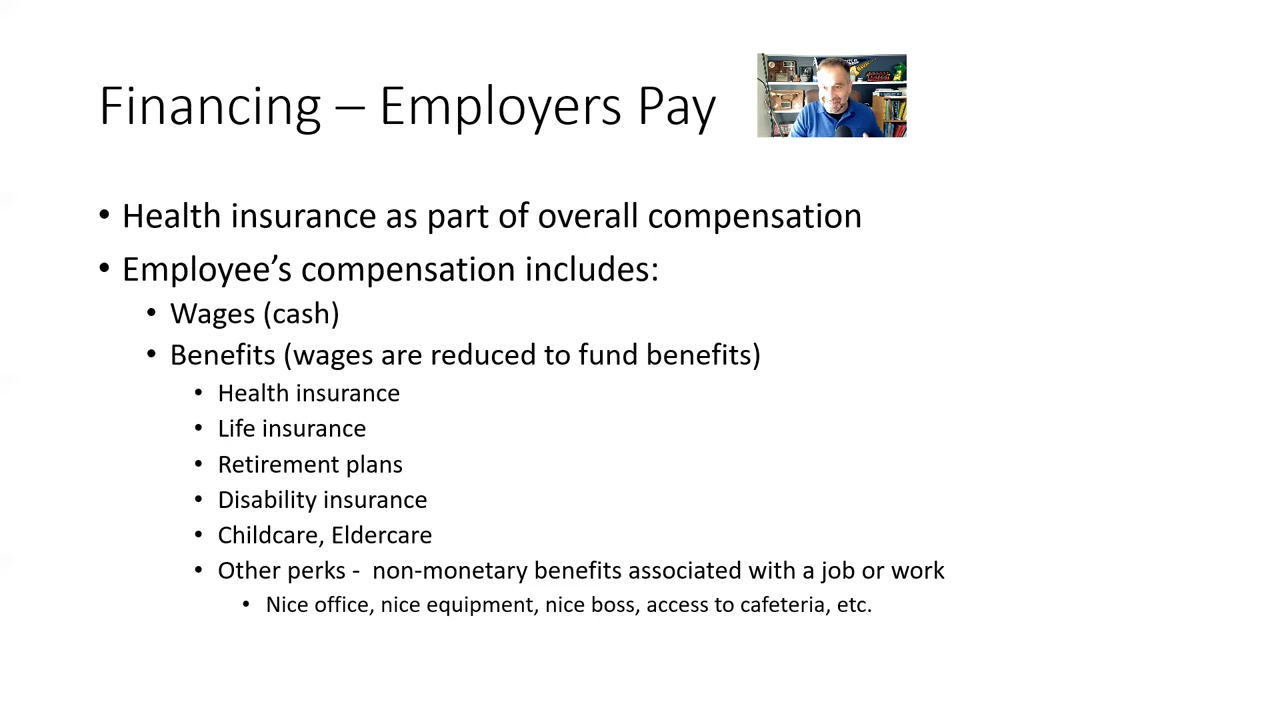 Financing – Employers Pay
• Health insurance as part of overall compensation
• Employee’s compensation includes:
• Wages (cash)
• Benefits (wages are reduced to fund benefits)
• Health insurance
• Life insurance
• Retirement plans
• Disability insurance
• Childcare, Eldercare
• Other perks -  non-monetary benefits associated with a job or work
• Nice office, nice equipment, nice boss, access to cafeteria, etc.